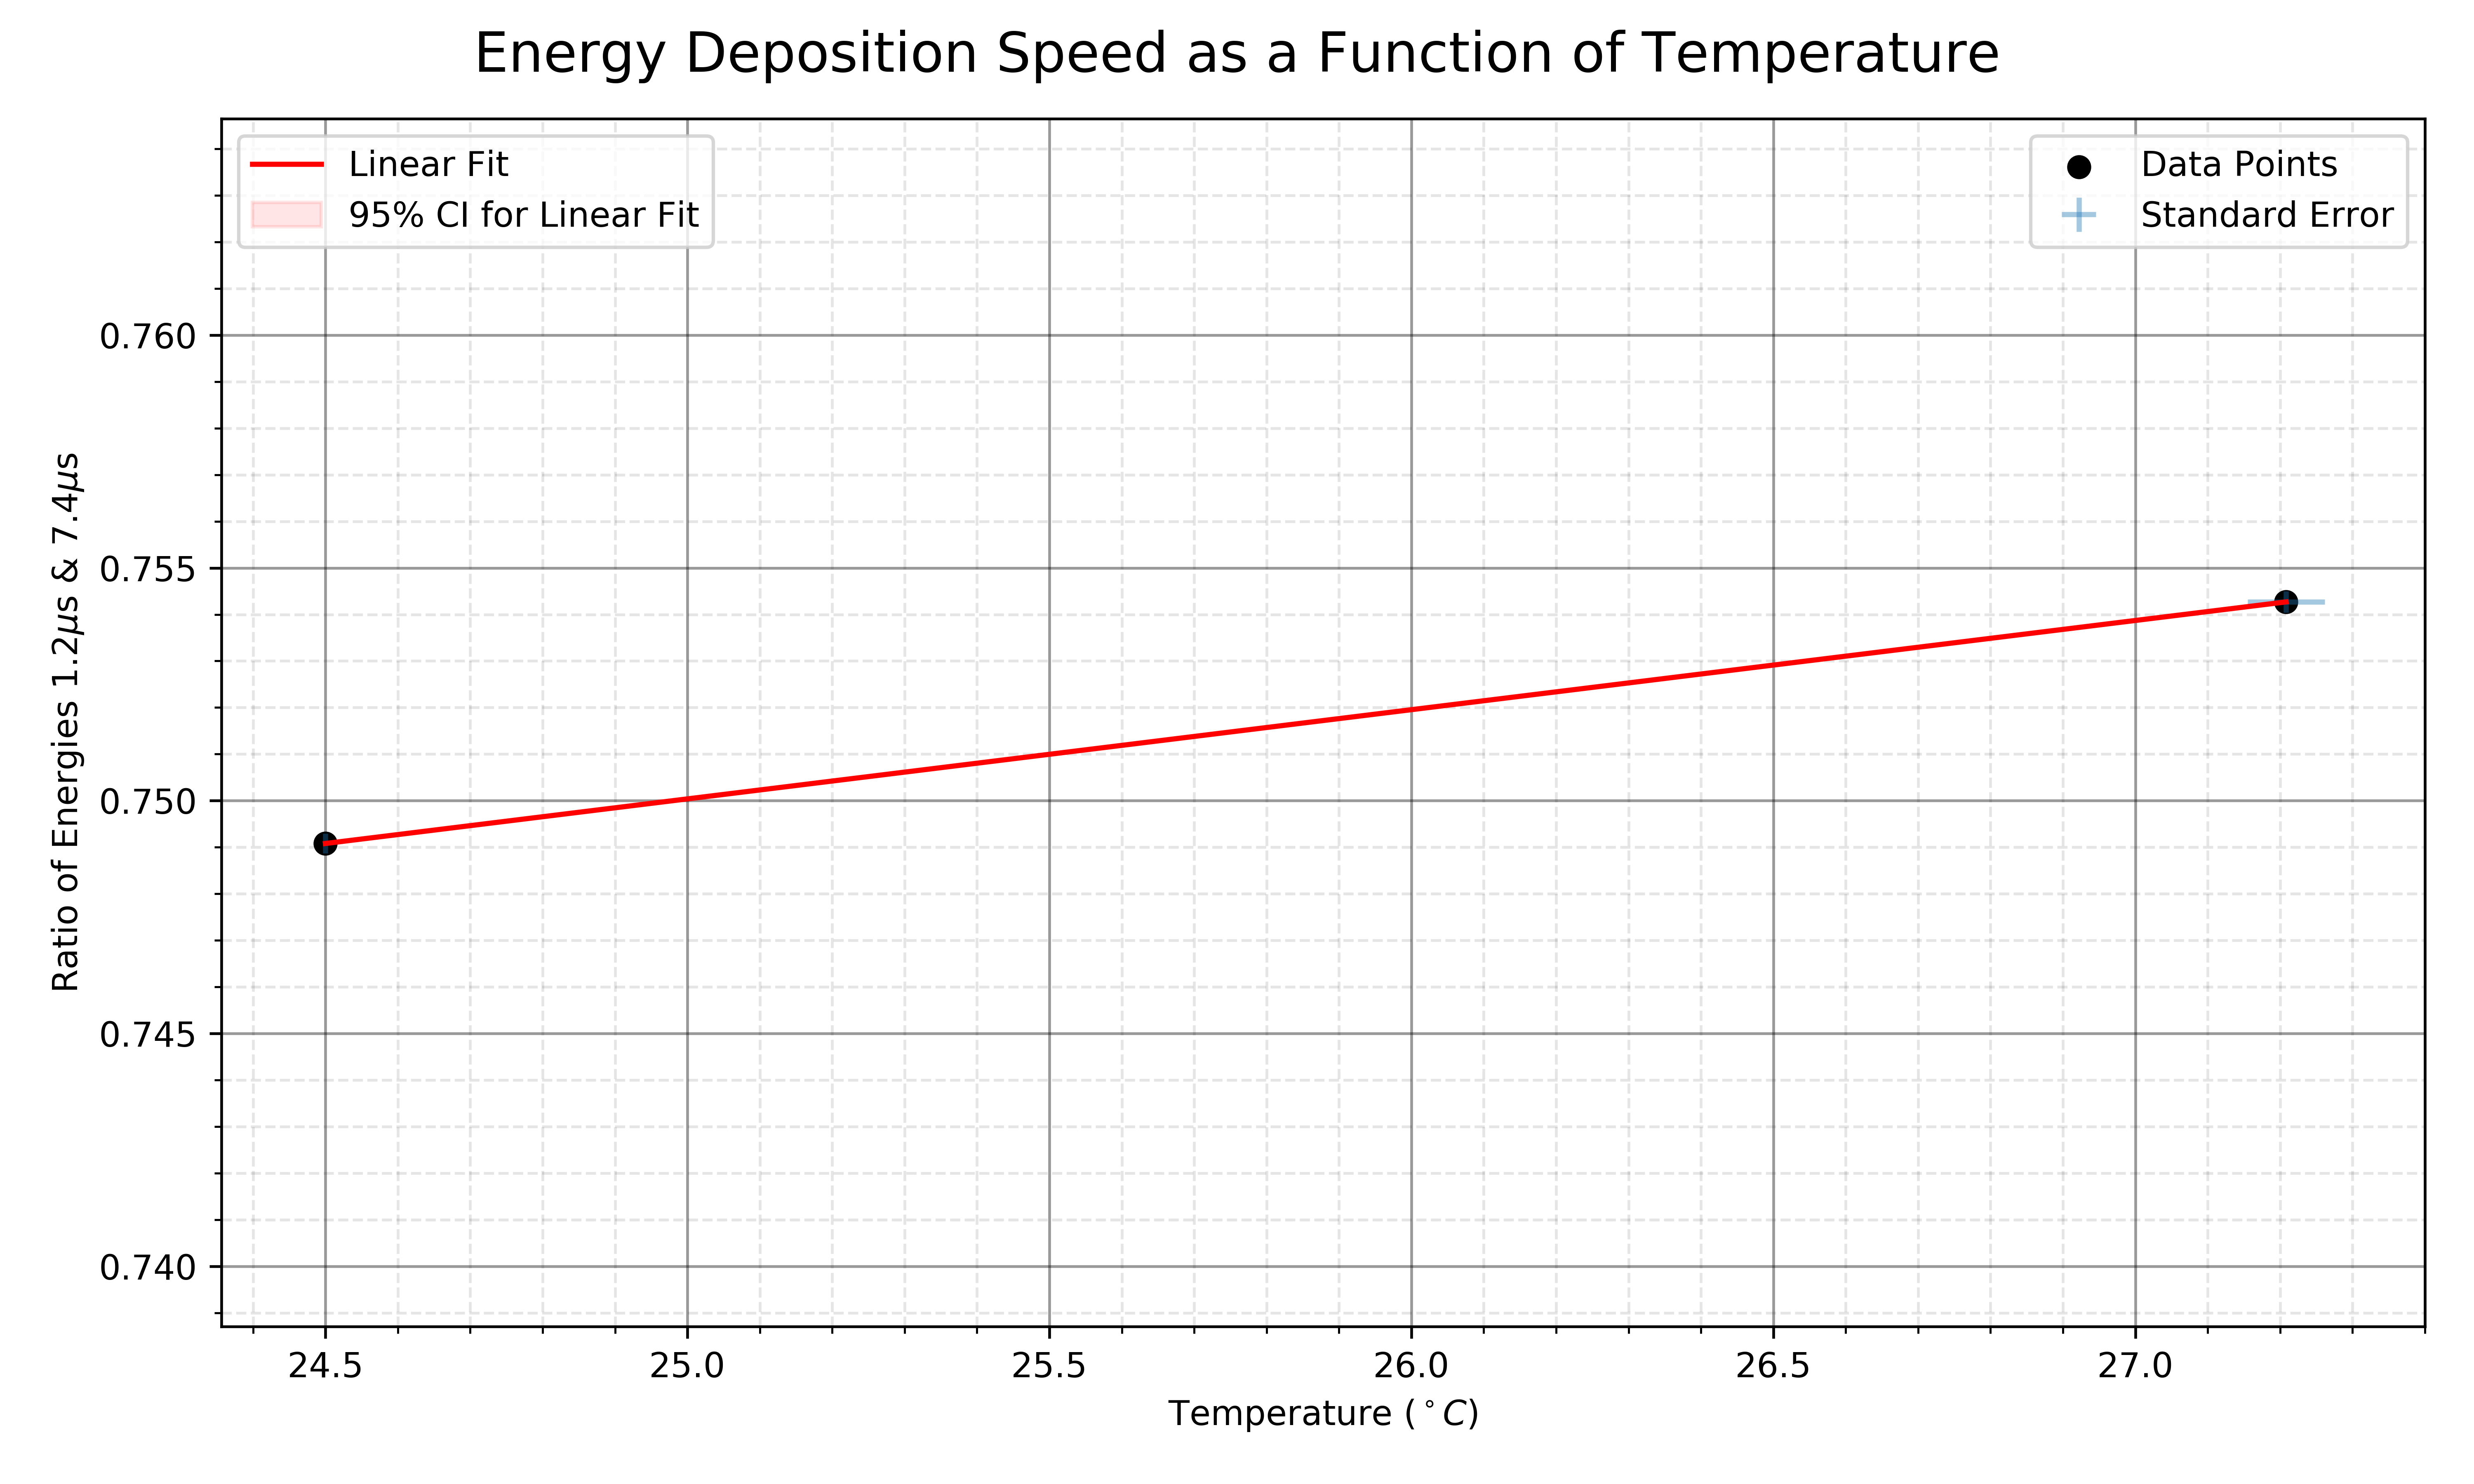 Energy Deposition Speed as a Function of Temperature
Linear Fit
95% CI for Linear Fit
Data Points
Standard Error
Ratio of Energies 1.2μs & 7.4μs
0.760
0.755
0.750
0.745
0.740
24.5 25.0 25.5 26.0 26.5 27.0
Temperature (°C)